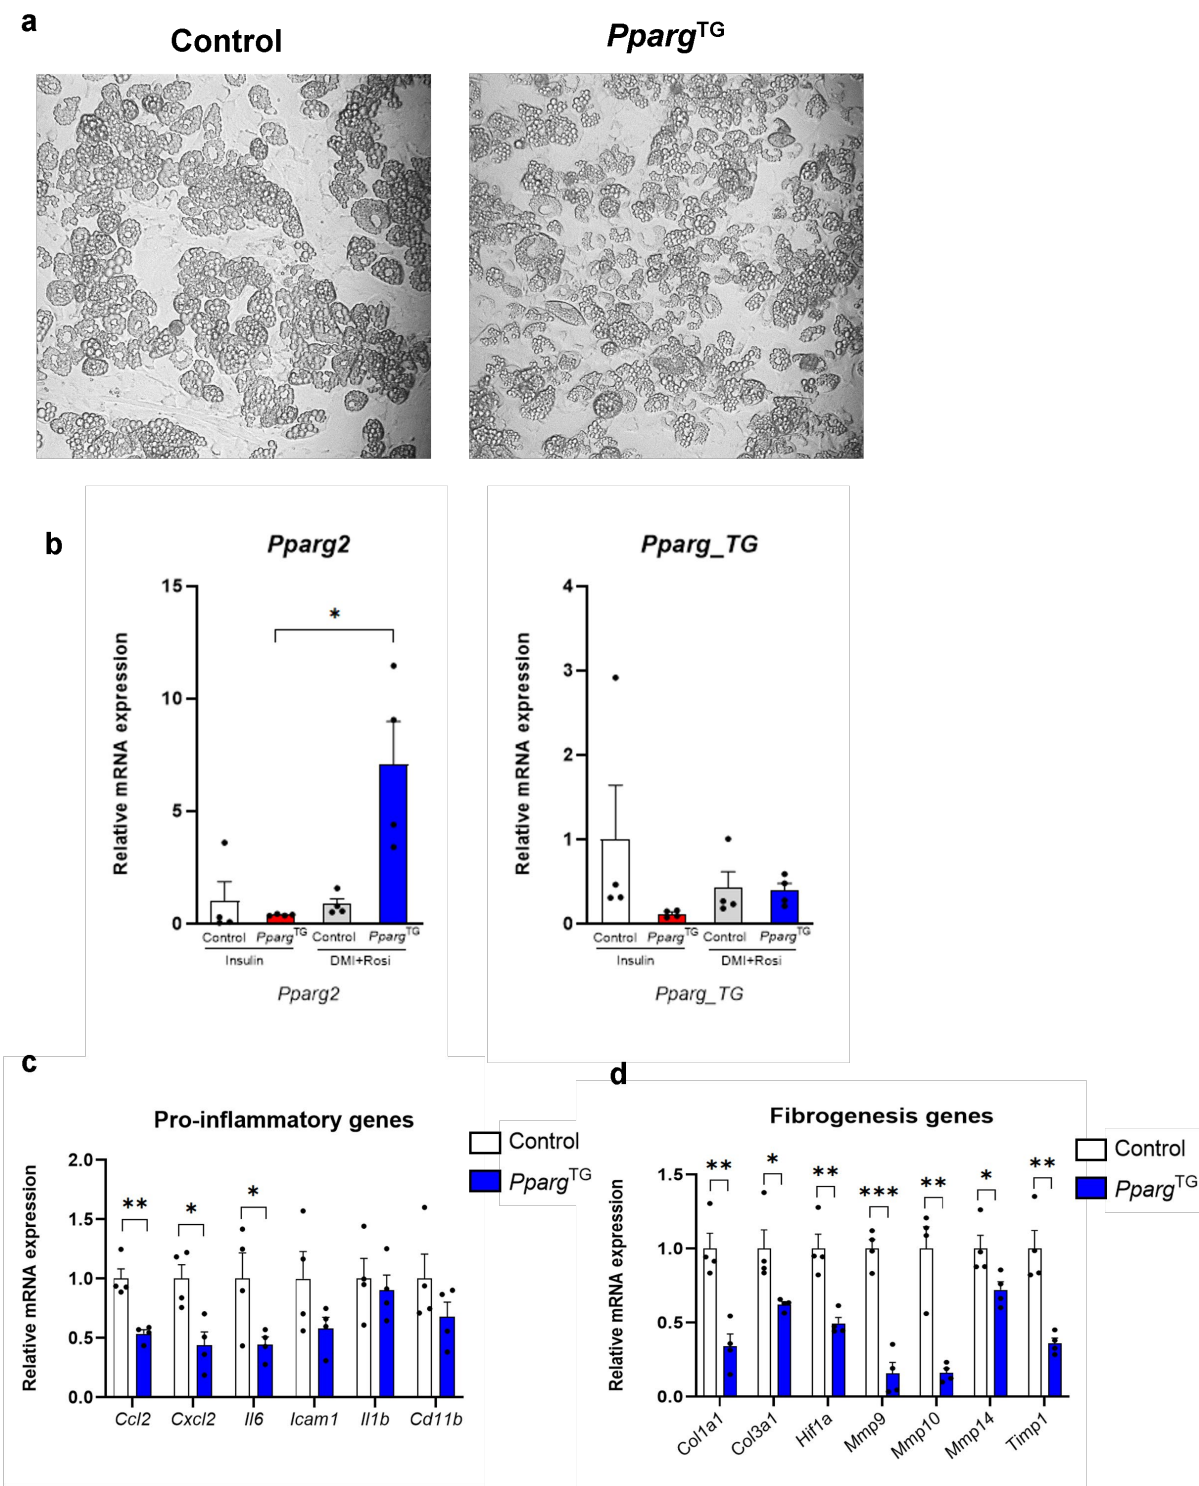 a
Control
PpargTG
b
Pparg2
Relative mRNA expression
15
10
5
0
*
Control PpargTG Control PpargTG
Insulin DMI+Rosi
Pparg2
Pparg_TG
Relative mRNA expression
4
3
2
1
0
Control PpargTG Control PpargTG
Insulin DMI+Rosi
Pparg_TG
c
Pro-inflammatory genes
Control
PpargTG
Relative mRNA expression
2.0
1.5
1.0
0.5
0.0
** * *
Ccl2 Cxcl2 Il6 Icam1 Il1b Cd11b
d
Fibrogenesis genes
Control
PpargTG
Relative mRNA expression
1.5
1.0
0.5
0.0
** * ** *** ** * **
Col1a1 Col3a1 Hif1a Mmp9 Mmp10 Mmp14 Timp1